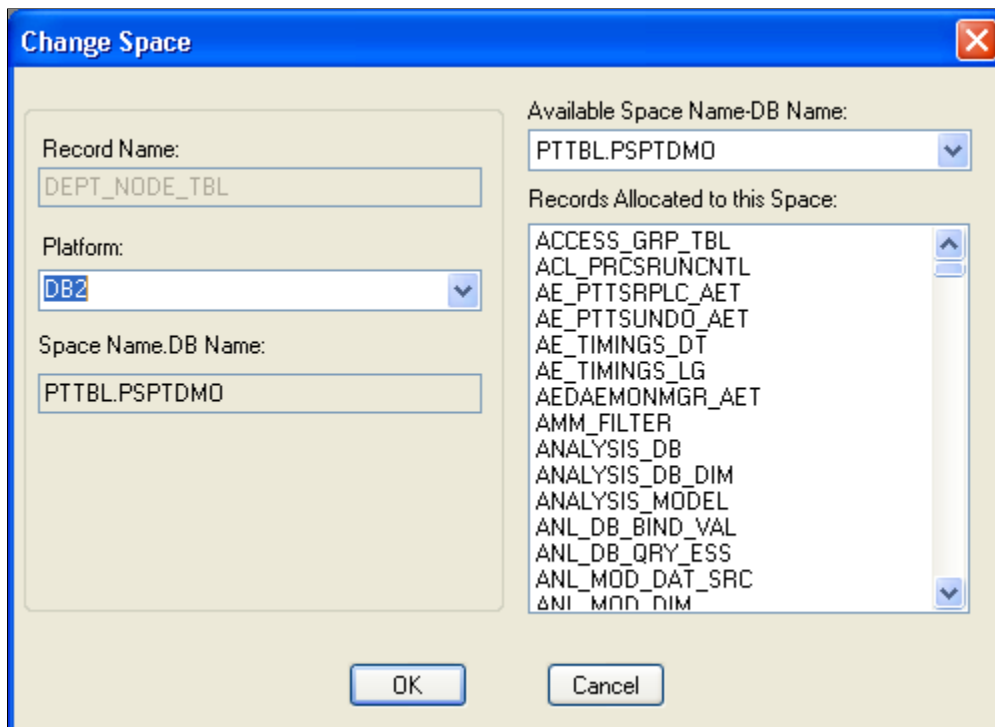 Change Space
Record Name:
DEPT_NODE_TBL
Platform:
DB2
Space Name.DB Name:
PTTBL.PSPTDMO
Available Space Name-DB Name:
PTTBL.PSPTDMO
Records Allocated to this Space:
ACCESS_GRP_TBL
ACL_PRCSRUNCNTL
AE_PTTSRPLC_AET
AE_PTTSUNDO_AET
AE_TIMINGS_DT
AE_TIMINGS_LG
AEDAEMONMGR_AET
AMM_FILTER
ANALYSIS_DB
ANALYSIS_DB_DIM
ANALYSIS_MODEL
ANL_DB_BIND_VAL
ANL_DB_QRY_ESS
ANL_MOD_DAT_SRC
ANL_MOD_DIM
OK
Cancel